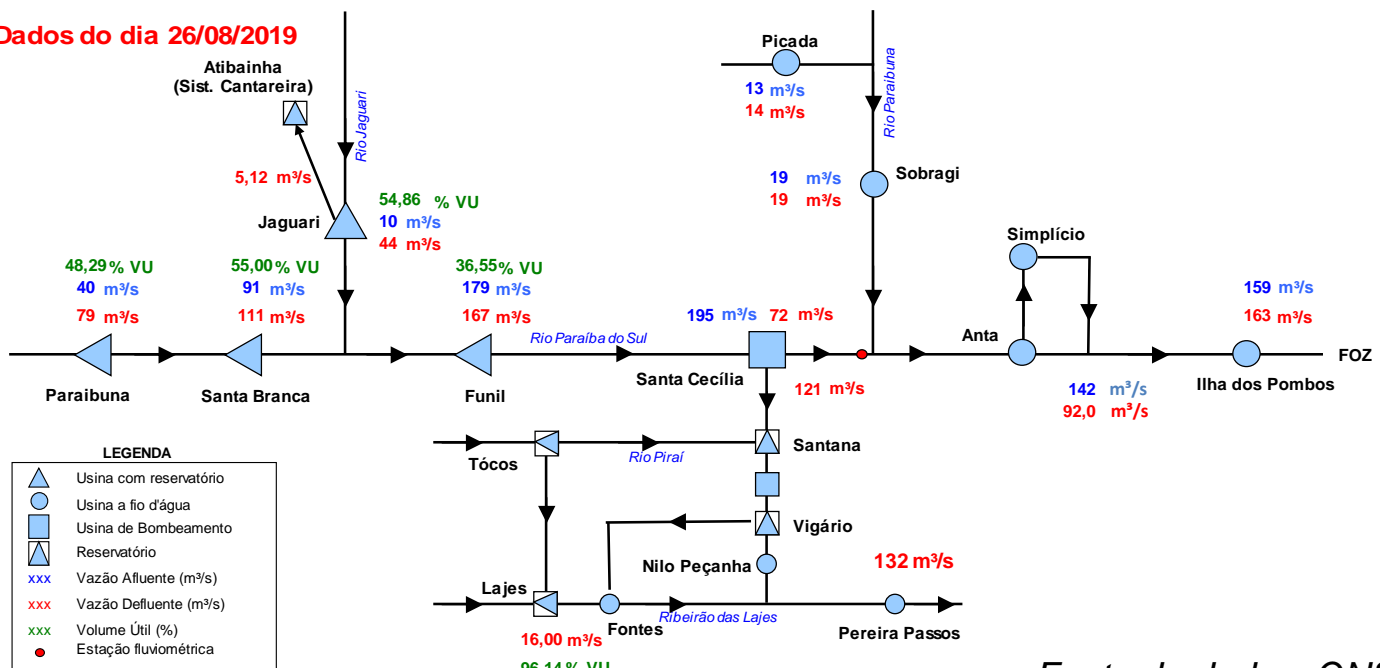 Dados do dia 26/08/2019
Atibainha
(Sist. Cantareira)
Rio Jaguari
5,12 m³/s
Jaguari
54,86 % VU
10 m³/s
44 m³/s
Picada
13 m³/s
14 m³/s
Rio Paraibuna
19 m³/s
19 m³/s
Sobragi
Simplício
48,29% VU
40 m³/s
79 m³/s
Paraibuna
55,00% VU
91 m³/s
111 m³/s
Santa Branca
36,55% VU
179 m³/s
167 m³/s
Funil
Rio Paraíba do Sul
195 m³/s 72 m³/s
Santa Cecília
121 m³/s
Anta
142 m³/s
92,0 m³/s
159 m³/s
163 m³/s
Ilha dos Pombos
FOZ
Tócos
Rio Piraí
Santana
Vigário
Nilo Peçanha
132 m³/s
Lajes
Fontes
Ribeirão das Lajes
Pereira Passos
16,00 m³/s
96,14% VU
LEGENDA
Usina com reservatório
Usina a fio d'água
Usina de Bombeamento
Reservatório
xxx Vazão Afluente (m³/s)
xxx Vazão Defluente (m³/s)
xxx Volume Útil (%)
Estação fluviométrica